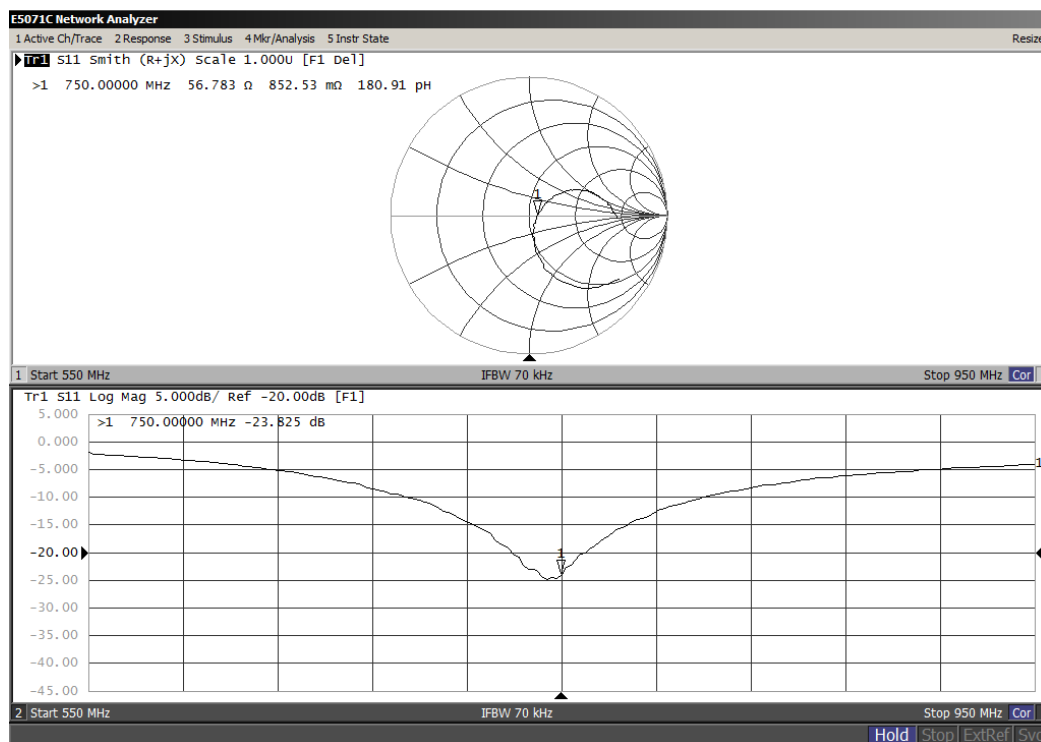 E5071C Network Analyzer
1 Active Ch/Trace 2 Response 3 Stimulus 4 Mkr/Analysis 5 Instr State Resize
Tr1 S11 Smith (R+jX) Scale 1.000U [F1 Del]
>1 750.00000 MHz 56.783 Ω 852.53 mΩ 180.91 pH
1
1 Start 550 MHz IFBW 70 kHz Stop 950 MHz Cor
Tr1 S11 Log Mag 5.000dB/ Ref -20.00dB [F1]
5.000
>1 750.00000 MHz -23.825 dB
0.000
-5.000
1
-10.00
-15.00
-20.00
1
-25.00
-30.00
-35.00
-40.00
-45.00
2 Start 550 MHz IFBW 70 kHz Stop 950 MHz Cor
Hold Stop ExtRef Svc